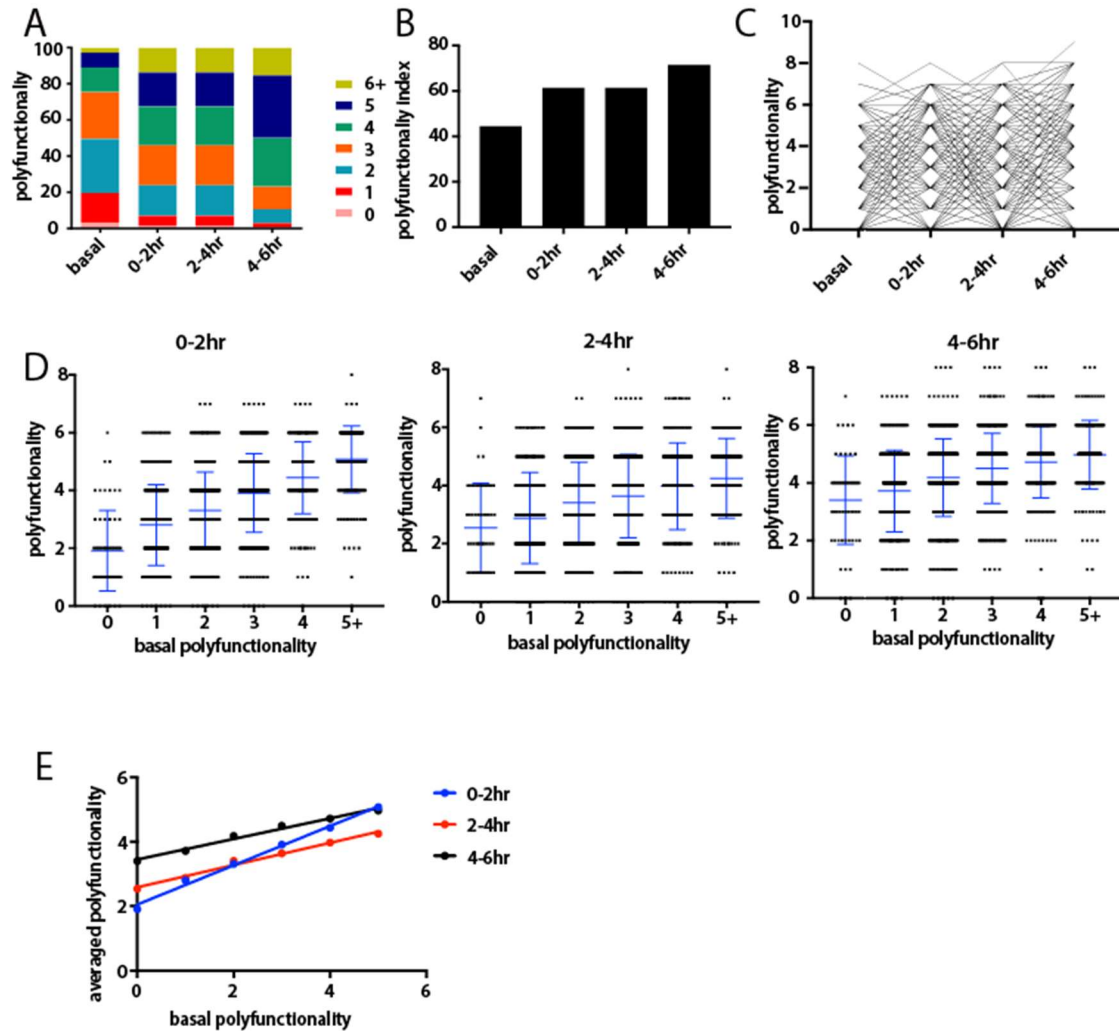 A
polyfunctionally
100
80
60
40
20
0
basal
0-2hr
2-4hr
4-6hr
6+
5
4
3
2
1
0
B
polyfunctionally index
80
60
40
20
0
basal
0-2hr
2-4hr
4-6hr
C
polyfunctionality
10
8
6
4
2
0
basal
0-2hr
2-4hr
4-6hr
D
0-2hr
polyfunctionality
8
6
4
2
0
0 1 2 3 4 5+
basal polyfunctionality
2-4hr
polyfunctionality
8
6
4
2
0
0 1 2 3 4 5+
basal polyfunctionality
4-6hr
polyfunctionality
8
6
4
2
0
0 1 2 3 4 5+
basal polyfunctionality
E
averaged polyfunctionality
6
4
2
0
0 2 4 6
basal polyfunctionality
0-2hr
2-4hr
4-6hr